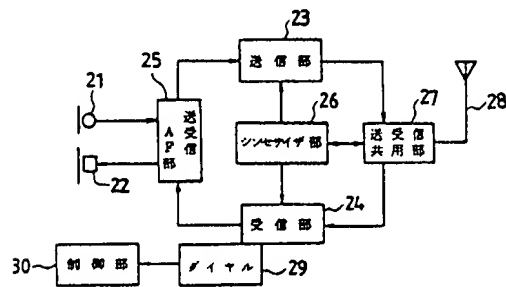 23
送信部
25
送受信
AF部
21
22
26
シンセサイザ部
27
送受信
共用部
28
24
受信部
30
制御部
ダイヤル
29